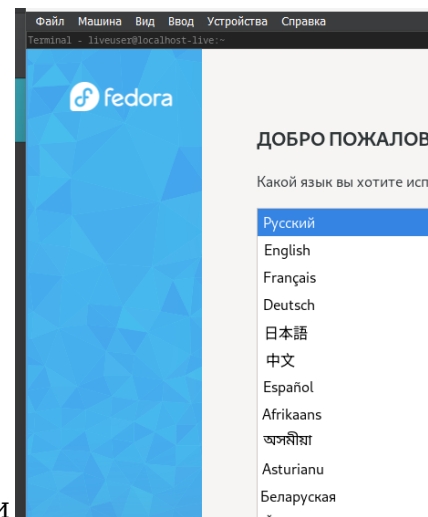 Файл Машина Вид Ввод Устройства Справка
Terminal - liveuser@localhost-live:~
fedora
ДОБРО ПОЖАЛОВ
Какой язык вы хотите исп
Русский
English
Français
Deutsch
日本語
中文
Español
Afrikaans
অসমীয়া
Asturianu
Беларуская
и